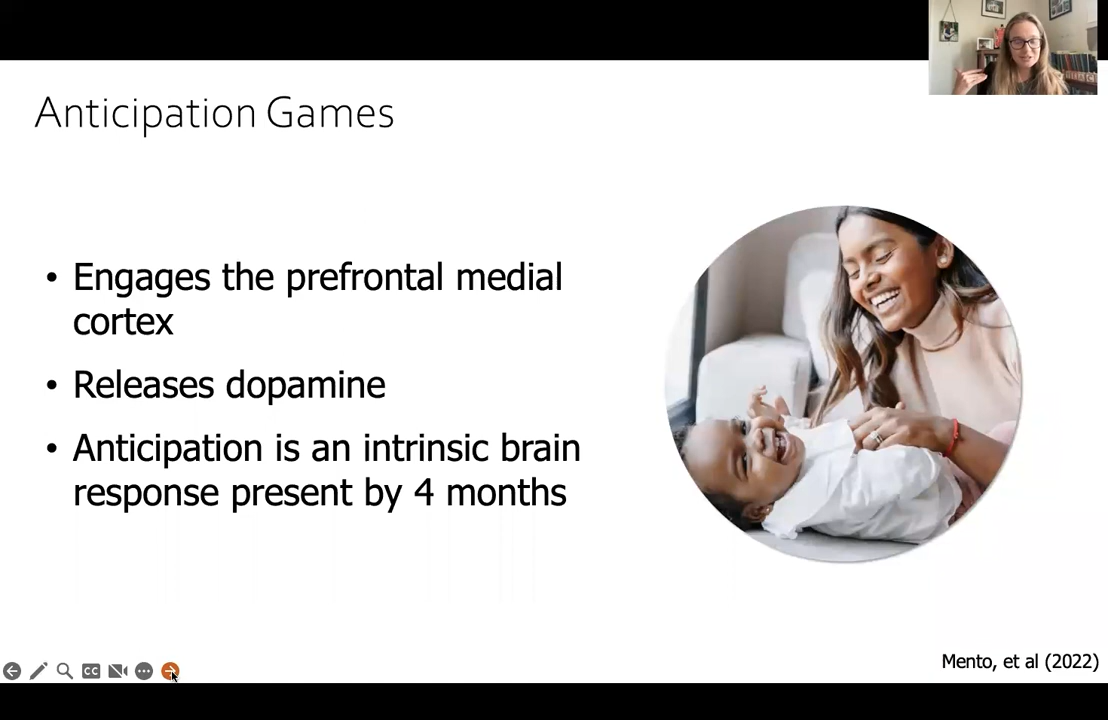 Anticipation Games
• Engages the prefrontal medial
cortex
• Releases dopamine
• Anticipation is an intrinsic brain
response present by 4 months
CC
Mento, et al (2022)